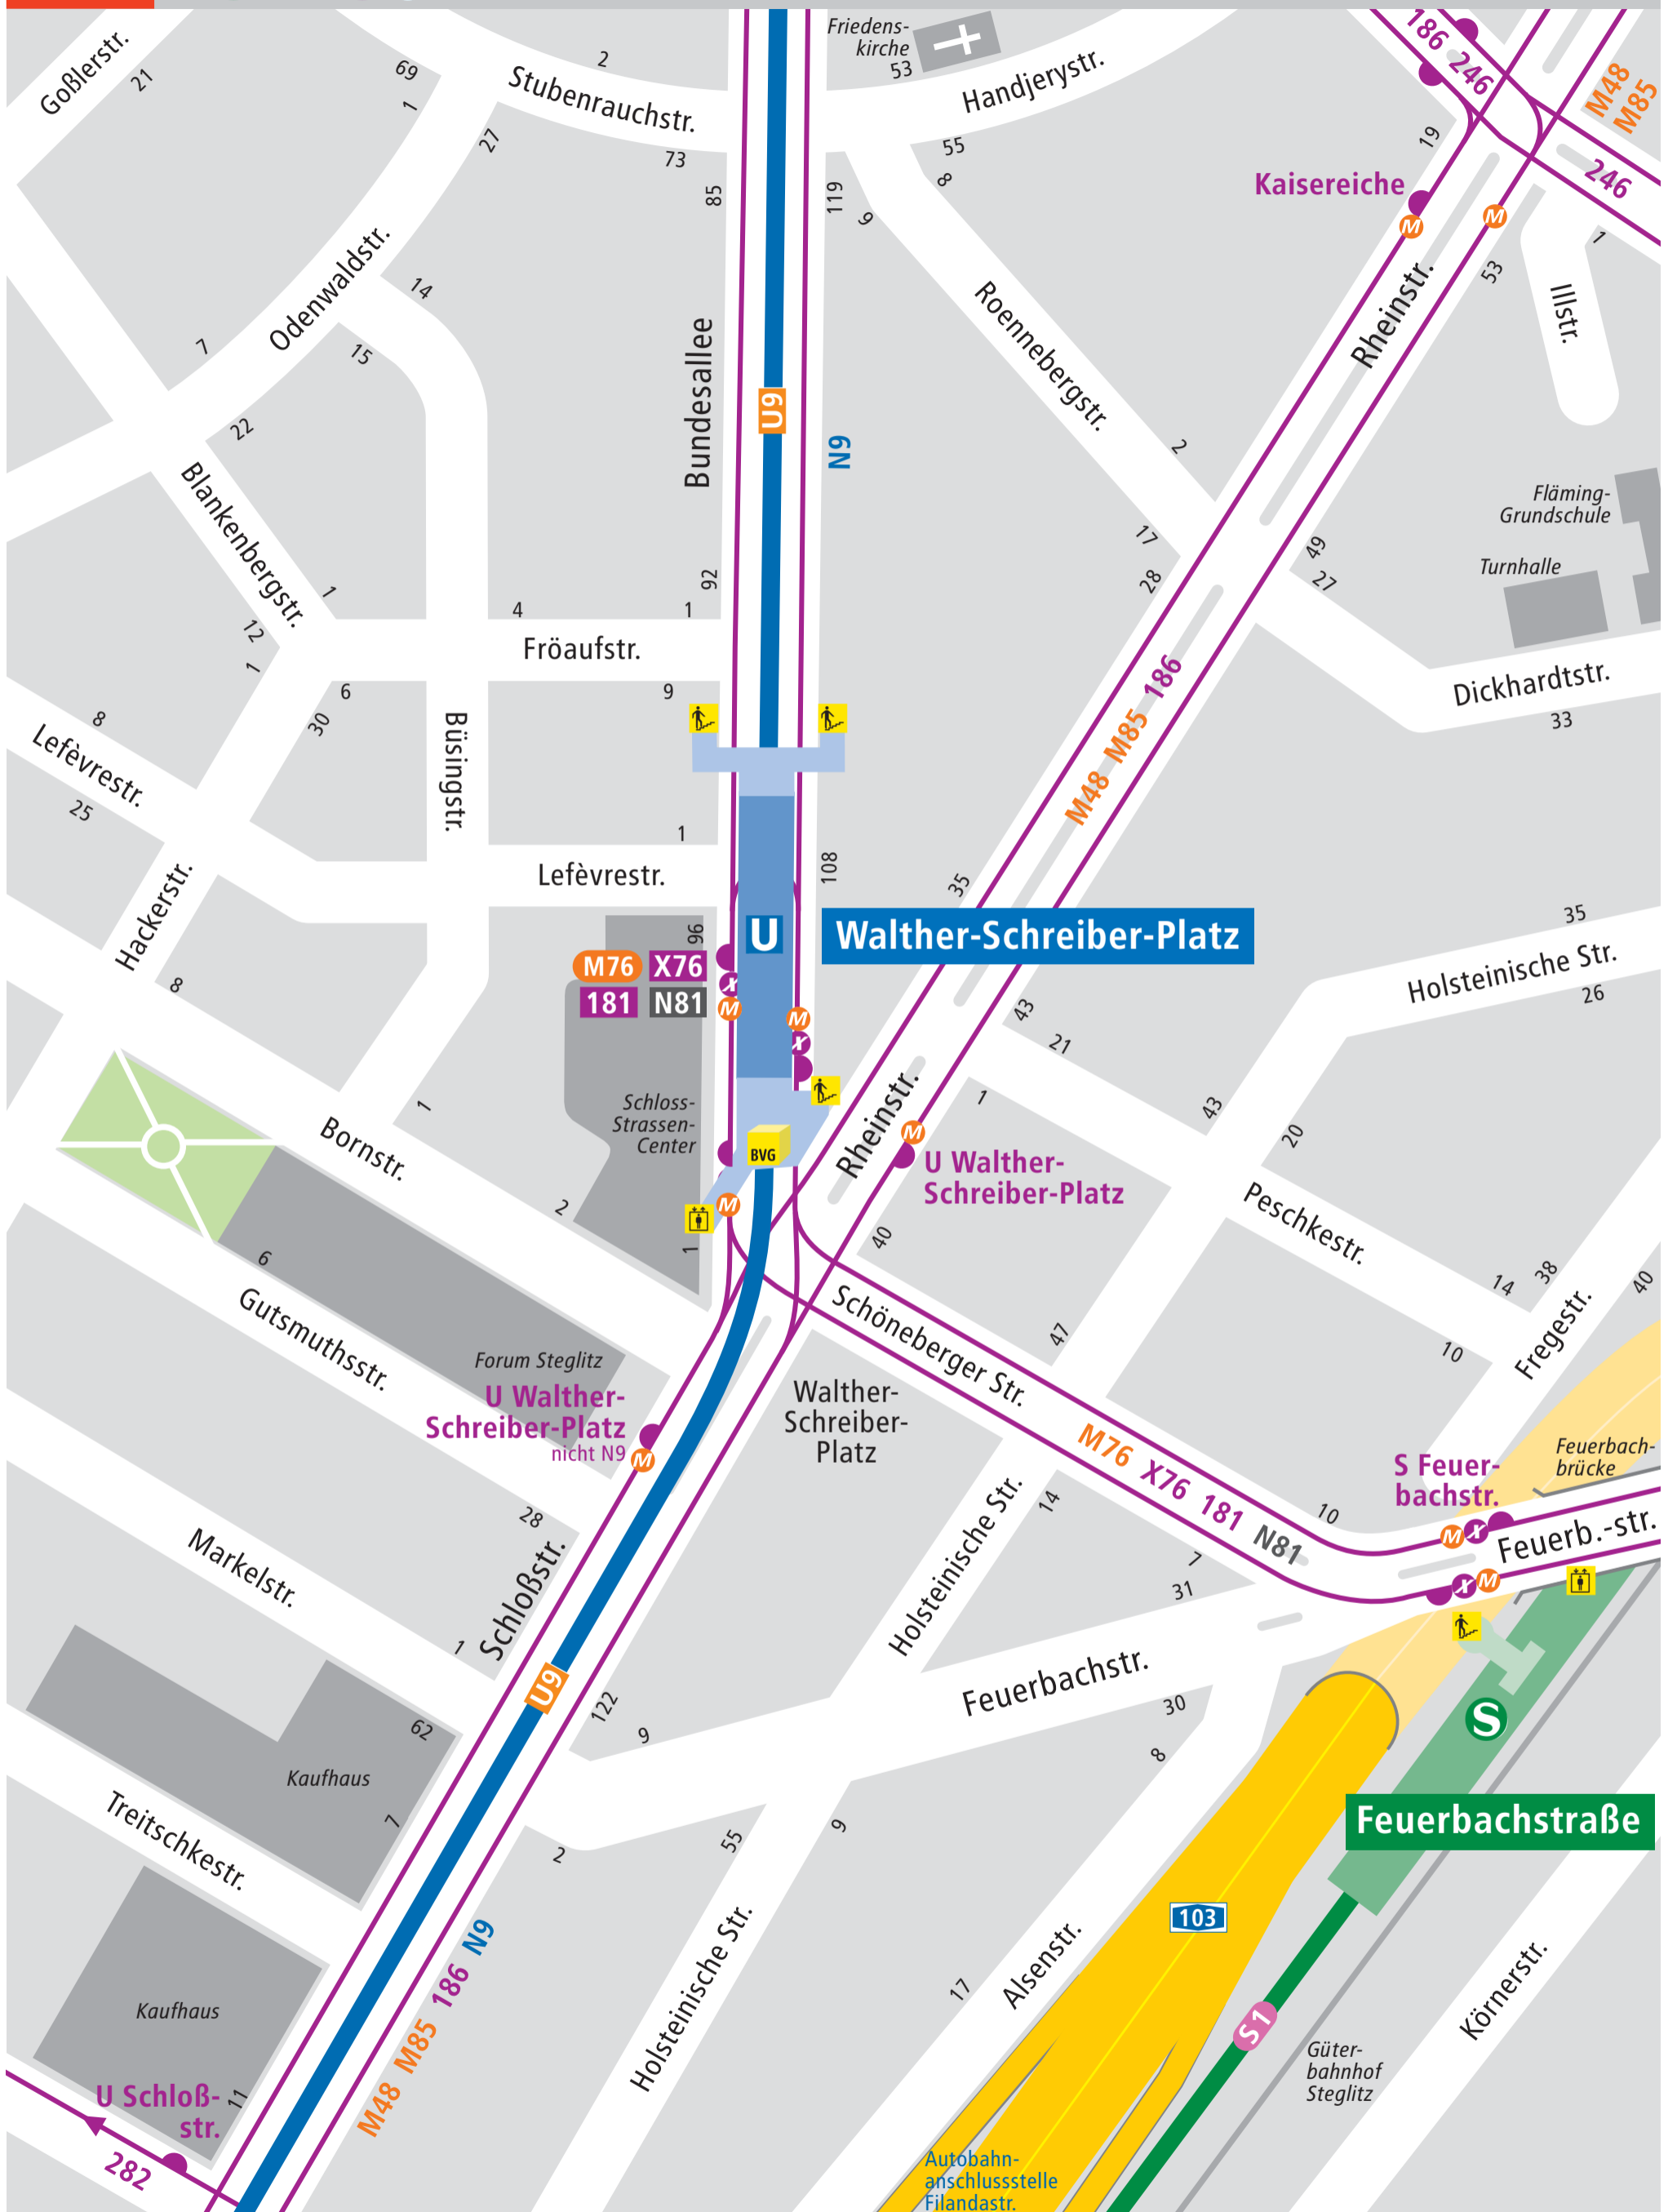 Friedens-
kirche
53
Goßlerstr.
21
69
1
2
Stubenrauchstr.
73
27
85
119
Handjerystr.
55
8
9
186 246
M48
M85
246
19
Kaisereiche
M
M
1
53
Illstr.
Rheinstr.
Odenwaldstr.
14
15
7
22
Bundesallee
U9
N9
Roennebergstr.
2
17
28
49
27
Fläming-
Grundschule
Turnhalle
Dickhardtstr.
33
Blankenbergstr.
1
12
1
4
1
92
Fröaufstr.
6
9
30
8
Lefèvrestr.
25
Büsingstr.
M48 M85 186
1
Lefèvrestr.
108
35
Hackerstr.
8
96
U
Walther-Schreiber-Platz
M76 X76
181 N81
X
M
M
X
35
Holsteinische Str.
26
43
21
1
43
20
Schloss-
Strassen-
Center
BVG
Rheinstr.
M
U Walther-
Schreiber-Platz
1
Bornstr.
2
M
1
40
Peschkestr.
14
38
40
10
Fregestr.
6
Gutsmuthsstr.
Forum Steglitz
U Walther-
Schreiber-Platz
nicht N9
M
Walther-
Schreiber-
Platz
Schöneberger Str.
47
M76 X76 181 N81
10
S Feuer-
bachstr.
Feuerbach-
brücke
M
X
Feuerb.-str.
X
M
28
Markelstr.
1
Schloßstr.
Holsteinische Str.
14
7
31
U9
122
9
Feuerbachstr.
30
8
S
Feuerbachstraße
62
Kaufhaus
7
Treitschkestr.
2
55
9
103
Kaufhaus
M48 M85 186 N9
Holsteinische Str.
17
Alsenstr.
S1
Körnerstr.
Güter-
bahnhof
Steglitz
U Schloß-
str.
11
282
Autobahn-
anschlussstelle
Filandastr.